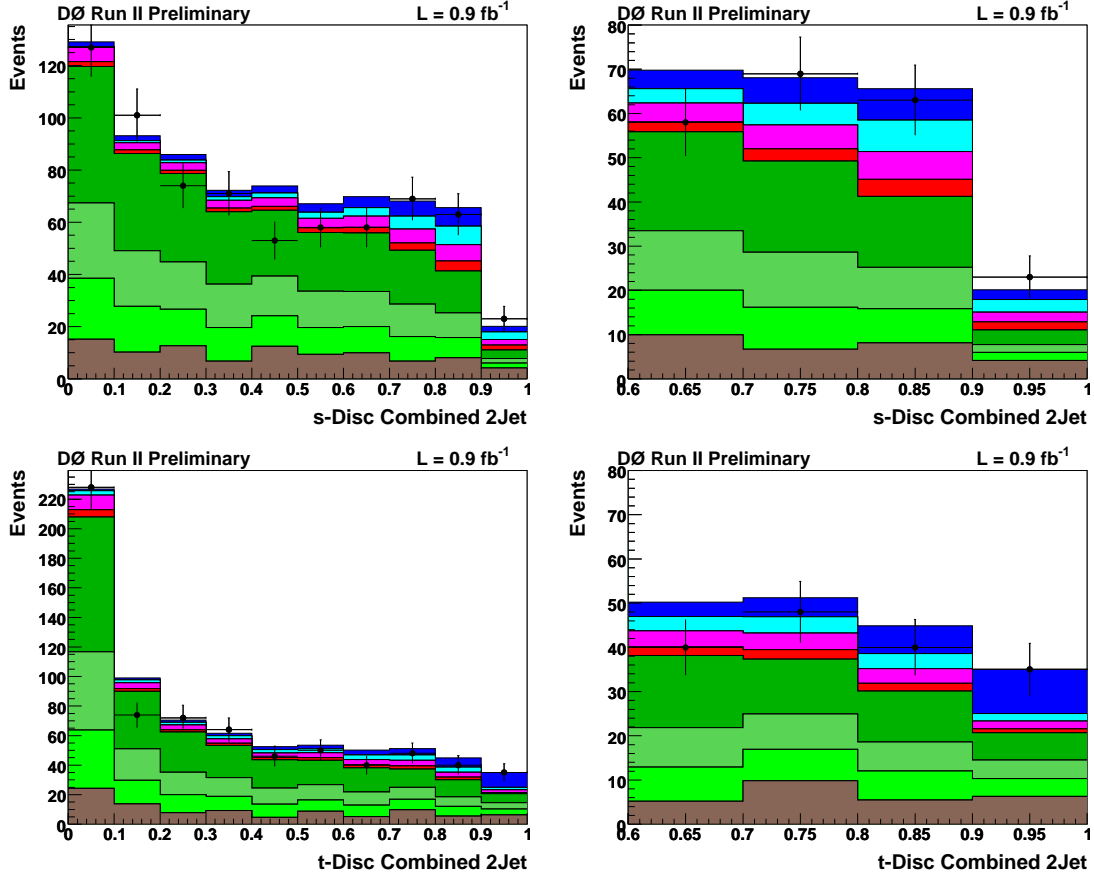 DØ Run II Preliminary L = 0.9 fb-1
Events
120
100
80
60
40
20
0
0 0.1 0.2 0.3 0.4 0.5 0.6 0.7 0.8 0.9 1
s-Disc Combined 2Jet
DØ Run II Preliminary L = 0.9 fb-1
Events
80
70
60
50
40
30
20
10
0
0.6 0.65 0.7 0.75 0.8 0.85 0.9 0.95 1
s-Disc Combined 2Jet
DØ Run II Preliminary L = 0.9 fb-1
Events
220
200
180
160
140
120
100
80
60
40
20
0
0 0.1 0.2 0.3 0.4 0.5 0.6 0.7 0.8 0.9 1
t-Disc Combined 2Jet
DØ Run II Preliminary L = 0.9 fb-1
Events
80
70
60
50
40
30
20
10
0
0.6 0.65 0.7 0.75 0.8 0.85 0.9 0.95 1
t-Disc Combined 2Jet